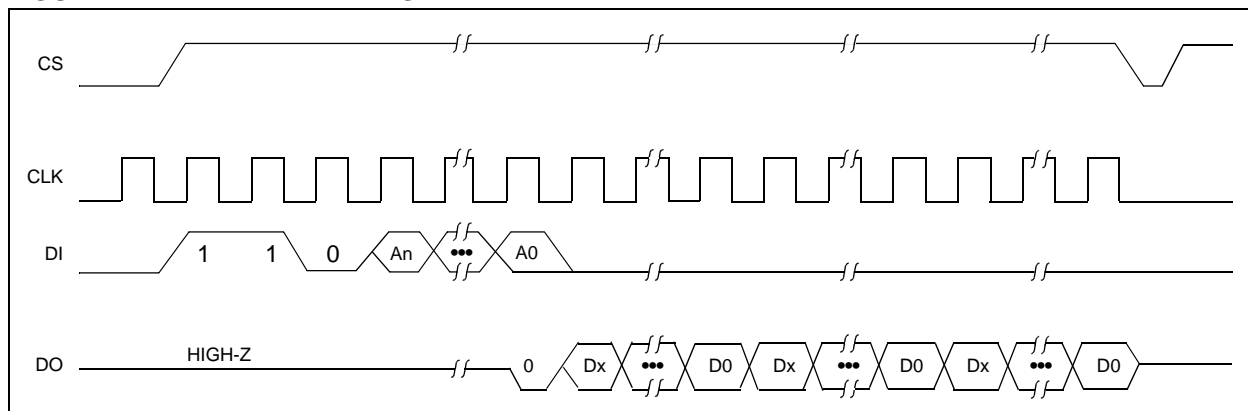 CS
CLK
DI 1 1 0 An ••• A0
HIGH-Z
DO 0 Dx ••• D0 Dx ••• D0 Dx ••• D0